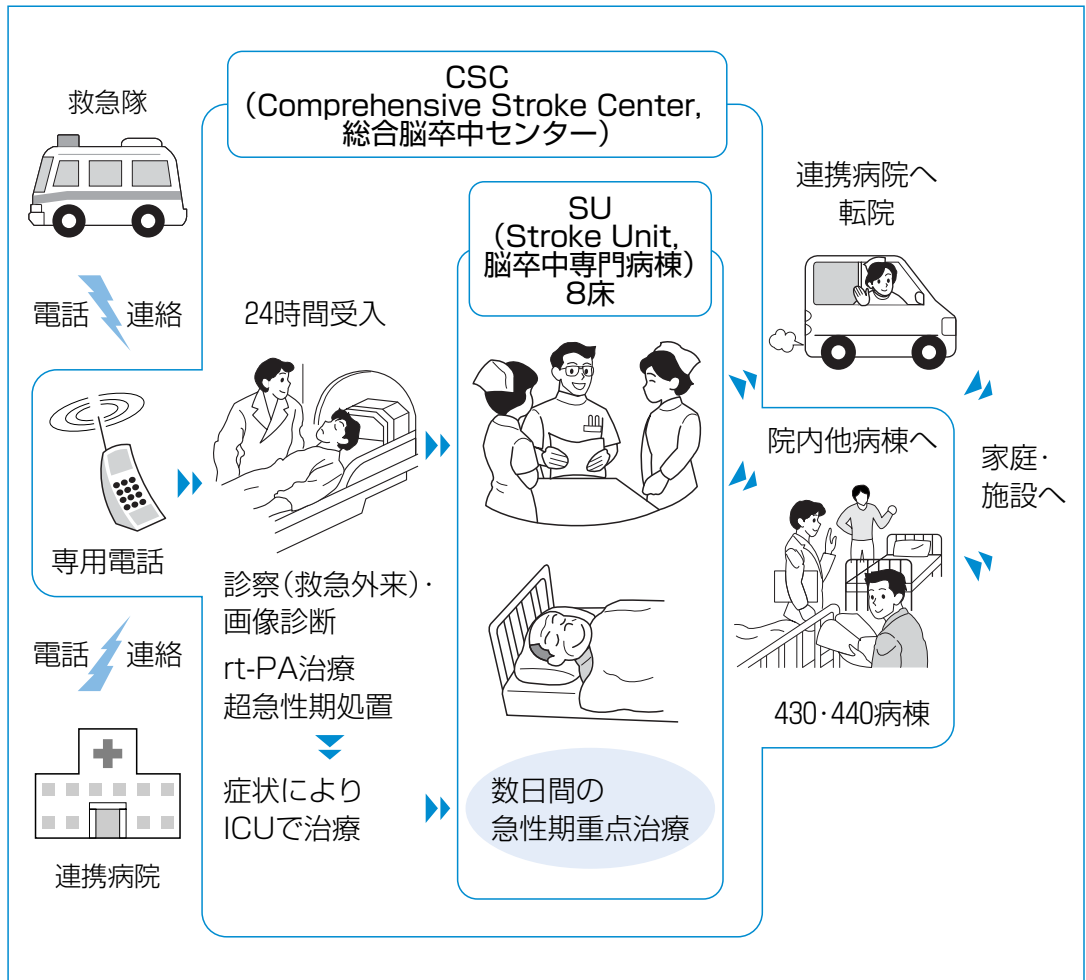 CSC
(Comprehensive Stroke Center,
総合脳卒中センター)
救急隊
電話 連絡
専用電話
電話 連絡
連携病院
24時間受入
診察(救急外来)・
画像診断
rt-PA治療
超急性期処置
症状により
ICUで治療
SU
(Stroke Unit,
脳卒中専門病棟)
8床
数日間の
急性期重点治療
連携病院へ
転院
院内他病棟へ
430・440病棟
家庭・
施設へ